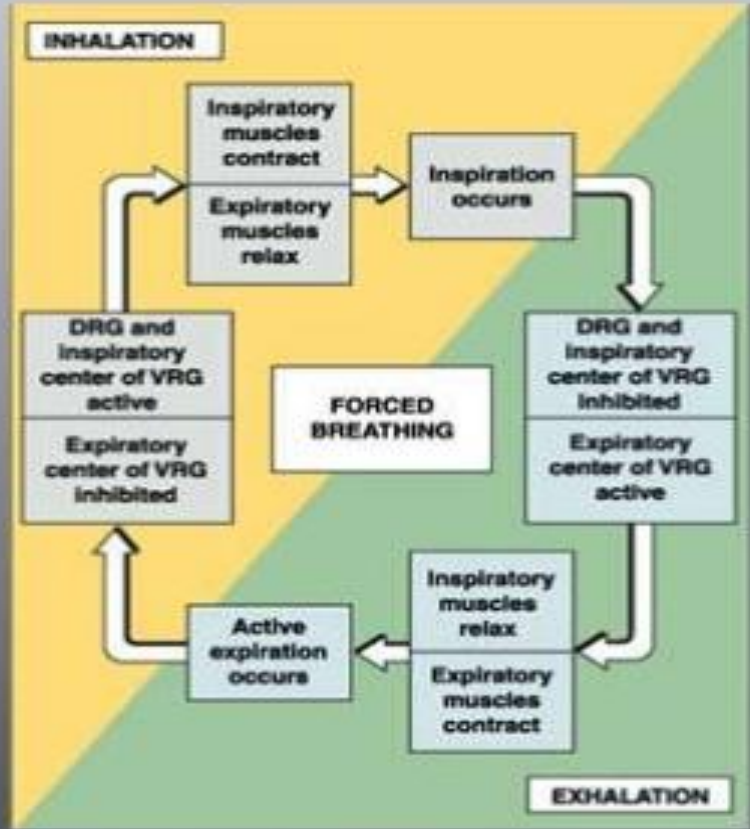 INHALATION
Inspiratory
muscles
contract
Expiratory
muscles
relax
Inspiration
occurs
DRG and
inspiratory
center of VRG
active
Expiratory
center of VRG
inhibited
FORCED
BREATHING
DRG and
inspiratory
center of VRG
inhibited
Expiratory
center of VRG
active
Inspiratory
muscles
relax
Expiratory
muscles
contract
Active
expiration
occurs
EXHALATION